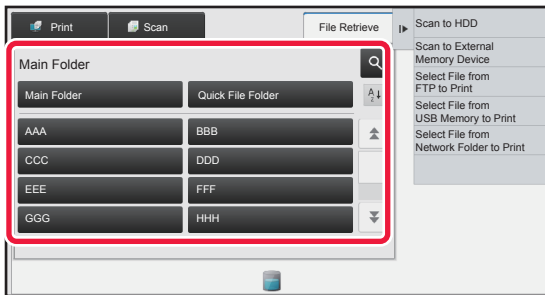 Print
Scan
File Retrieve
Scan to HDD
Scan to External
Memory Device
Select File from
FTP to Print
Select File from
USB Memory to Print
Select File from
Network Folder to Print
Main Folder
Main Folder
Quick File Folder
AAA
BBB
CCC
DDD
EEE
FFF
GGG
HHH